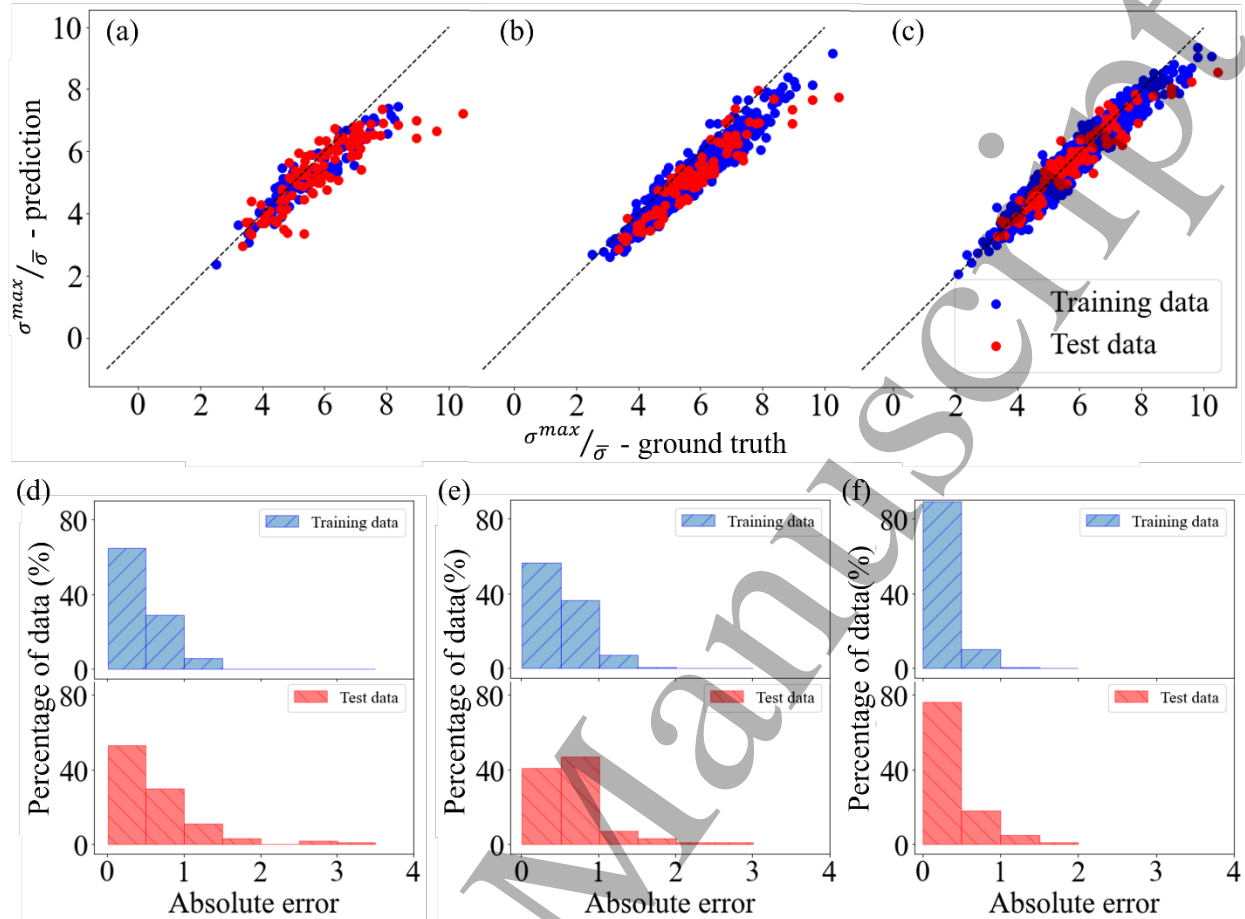 (a) (b) (c)
10
8
6
4
2
0
σ^max/σ̅ - prediction
Training data
Test data
0 2 4 6 8 10 0 2 4 6 8 10 0 2 4 6 8 10
σ^max/σ̅ - ground truth
(d) (e) (f)
80 Training data 80 Training data 80 Training data
40 40 40
0 0 0
Percentage of data (%) Percentage of data(%) Percentage of data(%)
80 Test data 80 Test data 80 Test data
40 40 40
0 0 0
0 1 2 3 4 0 1 2 3 4 0 1 2 3 4
Absolute error Absolute error Absolute error
Manuscript